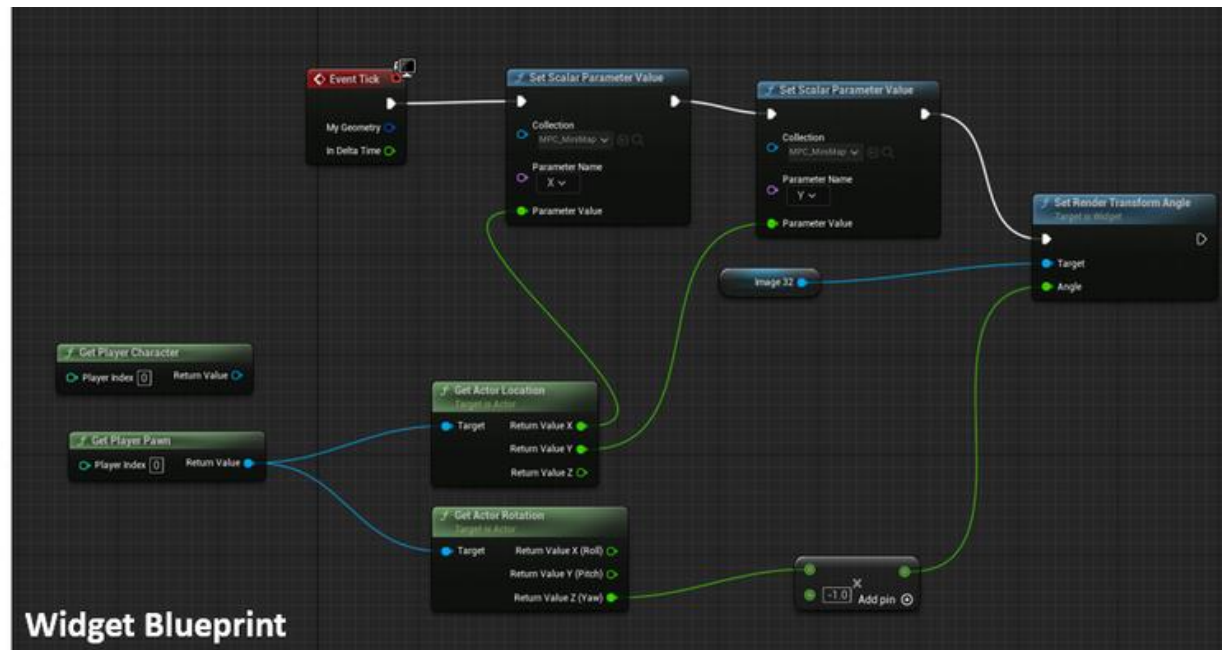 Event Tick
My Geometry
In Delta Time
Set Scalar Parameter Value
Collection
MPC_MiniMap
Parameter Name
X
Parameter Value
Set Scalar Parameter Value
Collection
MPC_MiniMap
Parameter Name
Y
Parameter Value
Set Render Transform Angle
Target is Widget
Target
Angle
Image 32
Get Player Character
Player Index 0 Return Value
Get Player Pawn
Player Index 0 Return Value
Get Actor Location
Target is Actor
Target Return Value X
Return Value Y
Return Value Z
Get Actor Rotation
Target is Actor
Target Return Value X (Roll)
Return Value Y (Pitch)
Return Value Z (Yaw)
-1.0 Add pin
Widget Blueprint